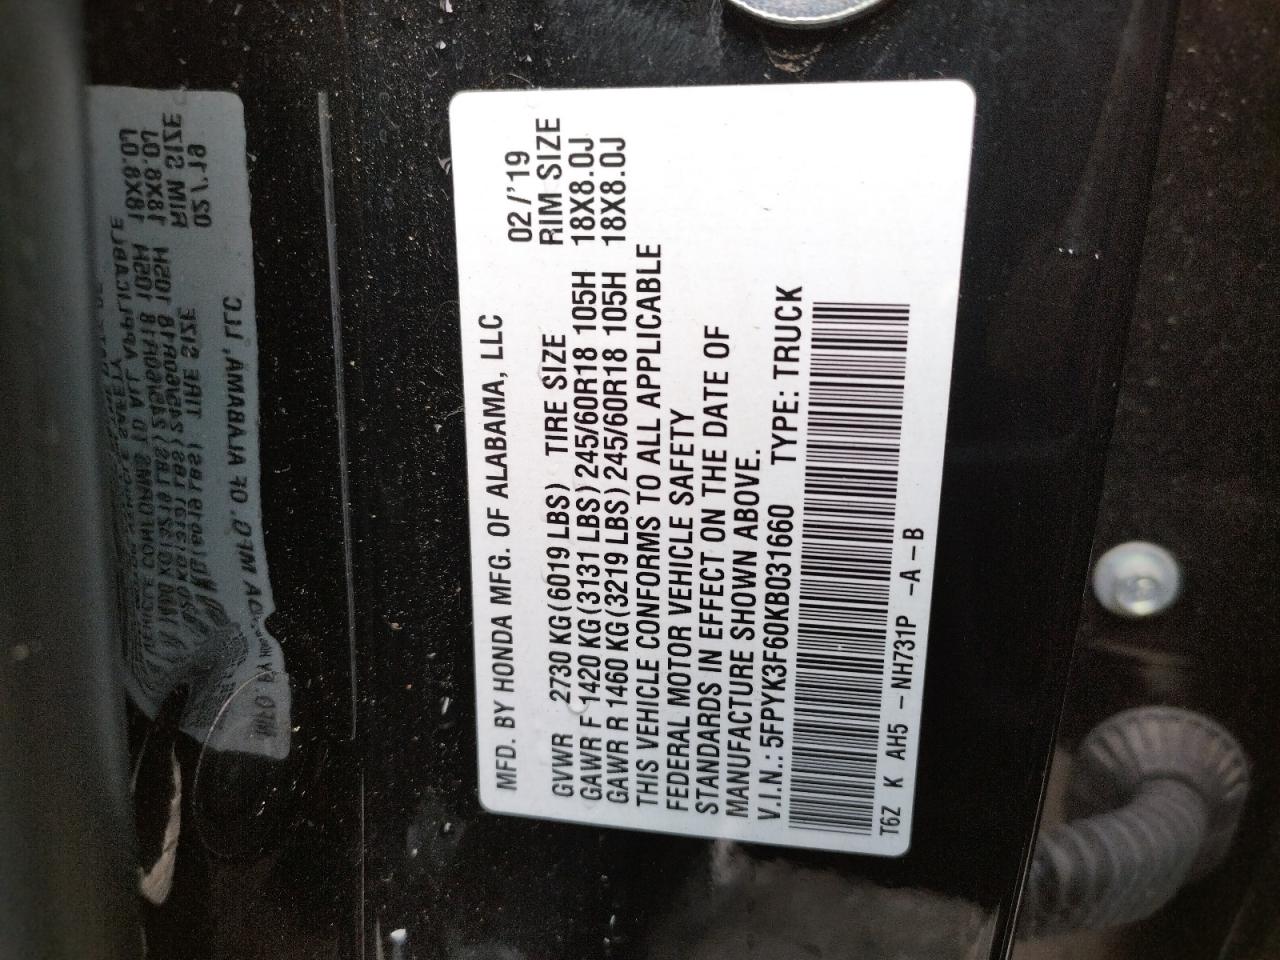 MFD. BY HONDA MFG. OF ALABAMA, LLC
02/'19
GVWR 2730 KG(6019 LBS) TIRE SIZE RIM SIZE
GAWR F 1420 KG(3131 LBS) 245/60R18 105H 18X8.0J
GAWR R 1460 KG(3219 LBS) 245/60R18 105H 18X8.0J
THIS VEHICLE CONFORMS TO ALL APPLICABLE
FEDERAL MOTOR VEHICLE SAFETY
STANDARDS IN EFFECT ON THE DATE OF
MANUFACTURE SHOWN ABOVE.
V.I.N.: 5FPYK3F60KB031660 TYPE: TRUCK
T6Z K AH5 - NH731P -A - B